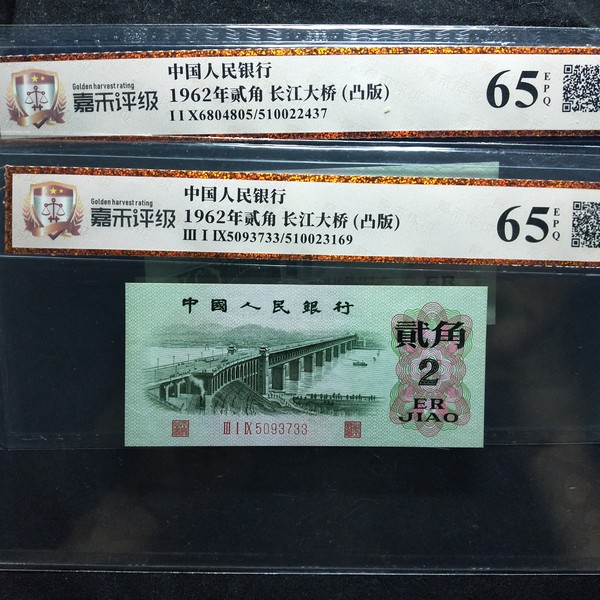 Golden harvest rating
嘉禾评级
中国人民银行
1962年贰角 长江大桥 (凸版)
I I X6804805/510022437
65
EPQ
Golden harvest rating
嘉禾评级
中国人民银行
1962年贰角 长江大桥 (凸版)
III I IX5093733/510023169
65
EPQ
ER
中國人民銀行
貳角
2
ER
JIAO
III I IX 5093733